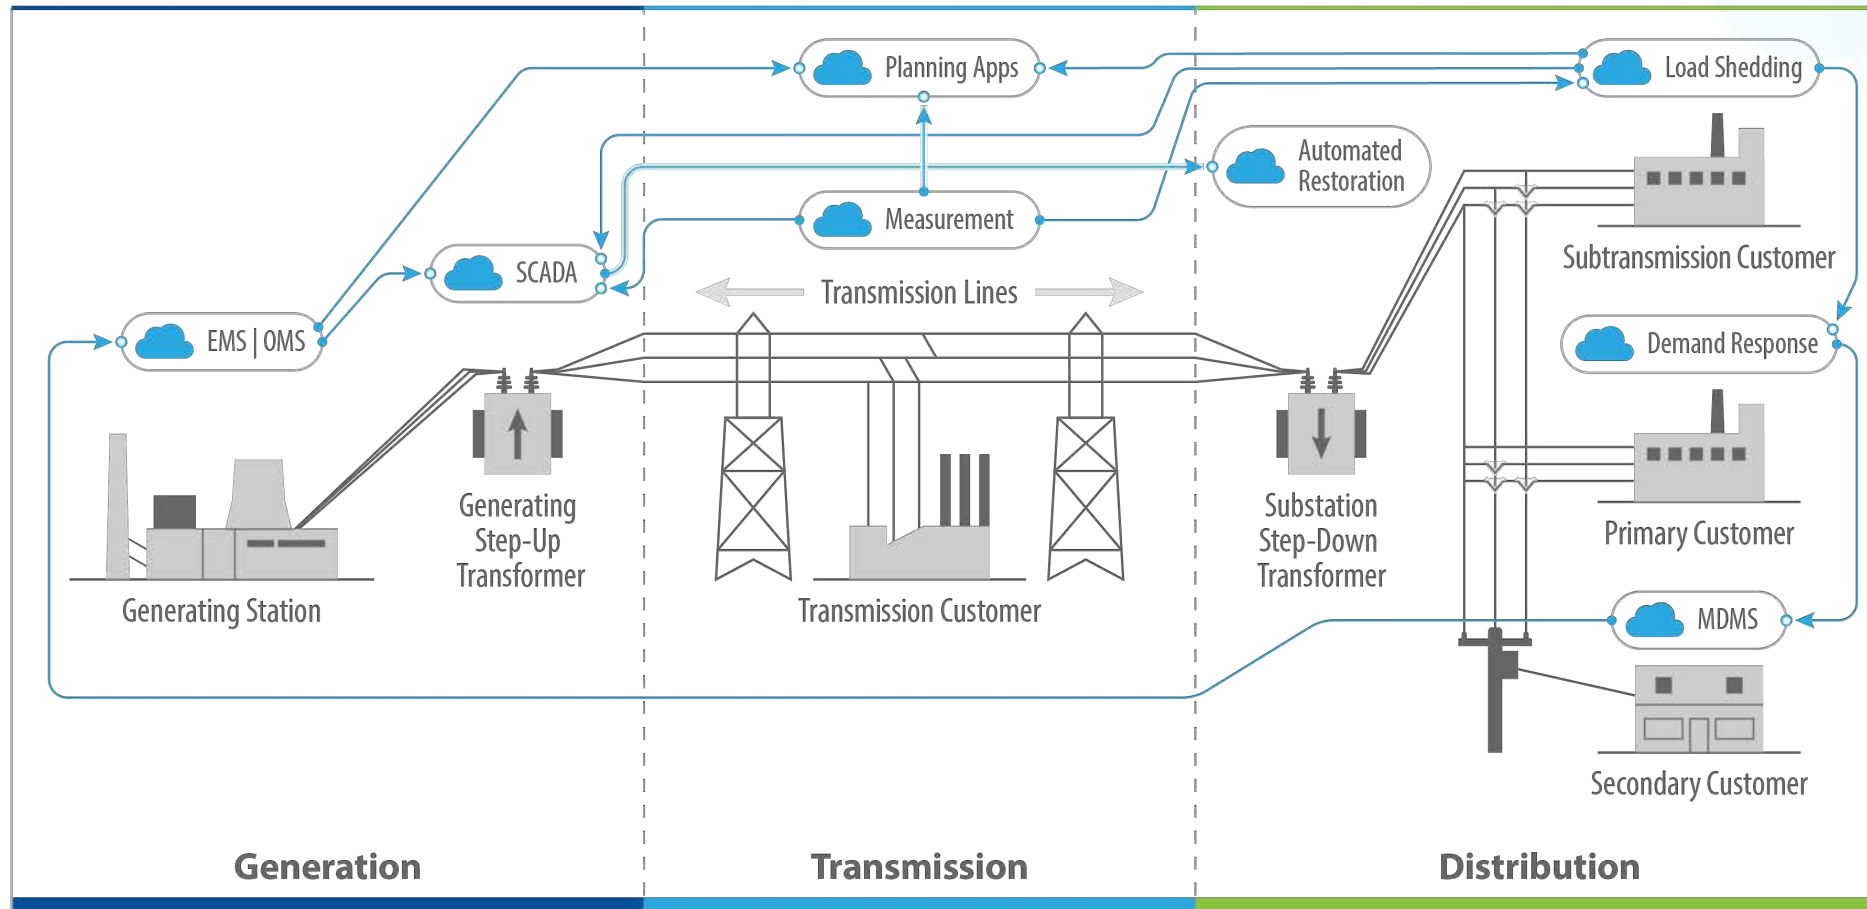 Planning Apps
Load Shedding
Automated
Restoration
Measurement
SCADA
Subtransmission Customer
Transmission Lines
EMS | OMS
Demand Response
Generating
Step-Up
Transformer
Substation
Step-Down
Transformer
Primary Customer
Generating Station
Transmission Customer
MDMS
Secondary Customer
Generation
Transmission
Distribution